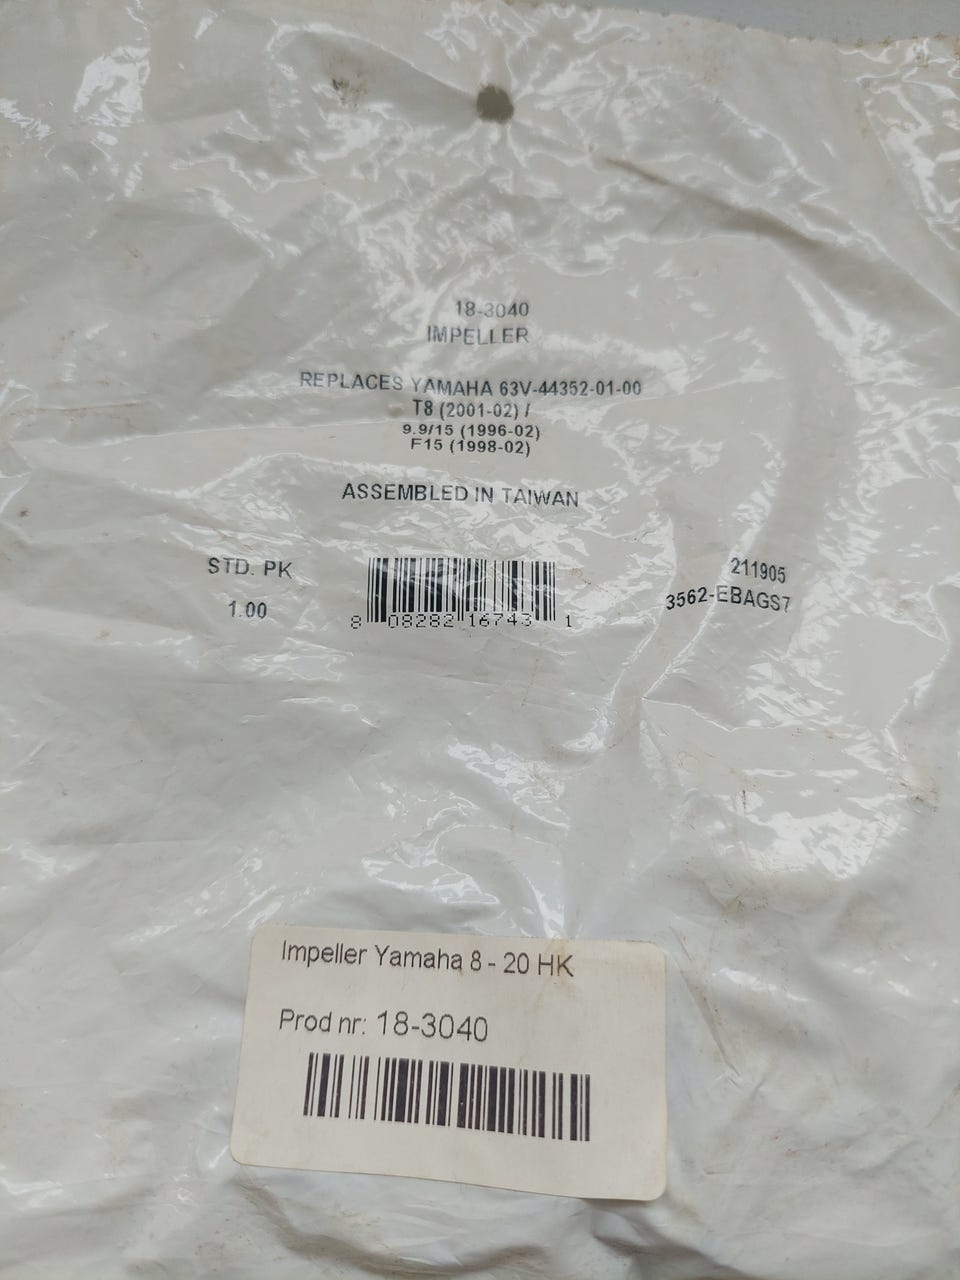 18-3040
IMPELLER
REPLACES YAMAHA 63V-44352-01-00
T8 (2001-02) /
9.9/15 (1996-02)
F15 (1998-02)
ASSEMBLED IN TAIWAN
STD. PK
1.00
8 08282 16743 1
211905
3562-EBAGS7
Impeller Yamaha 8 - 20 HK
Prod nr: 18-3040